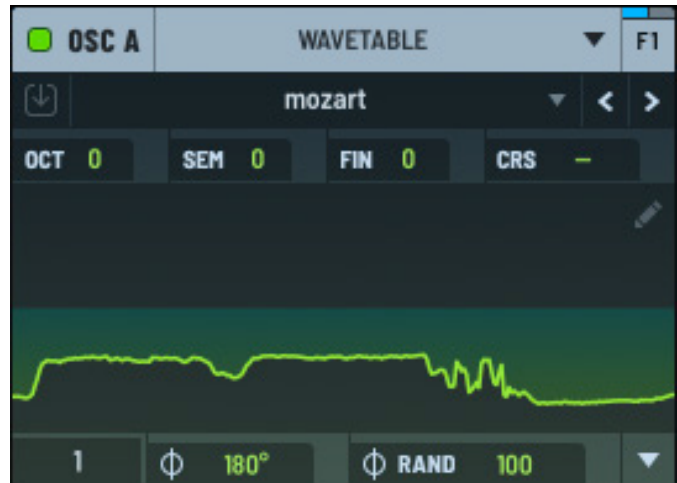 OSC A WAVETABLE F1
mozart
OCT 0 SEM 0 FIN 0 CRS –
1 180° RAND 100